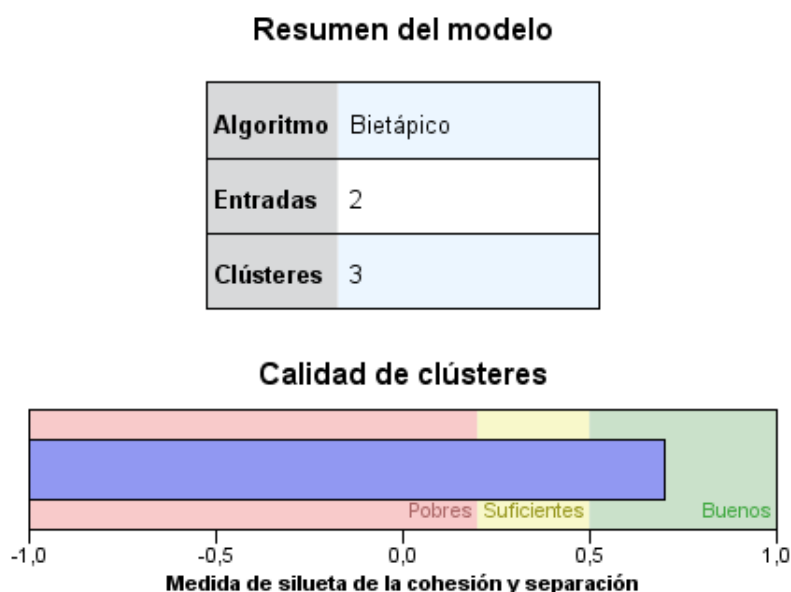 Resumen del modelo
Algoritmo Bietápico
Entradas 2
Clústeres 3
Calidad de clústeres
Pobres Suficientes Buenos
-1,0 -0,5 0,0 0,5 1,0
Medida de silueta de la cohesión y separación